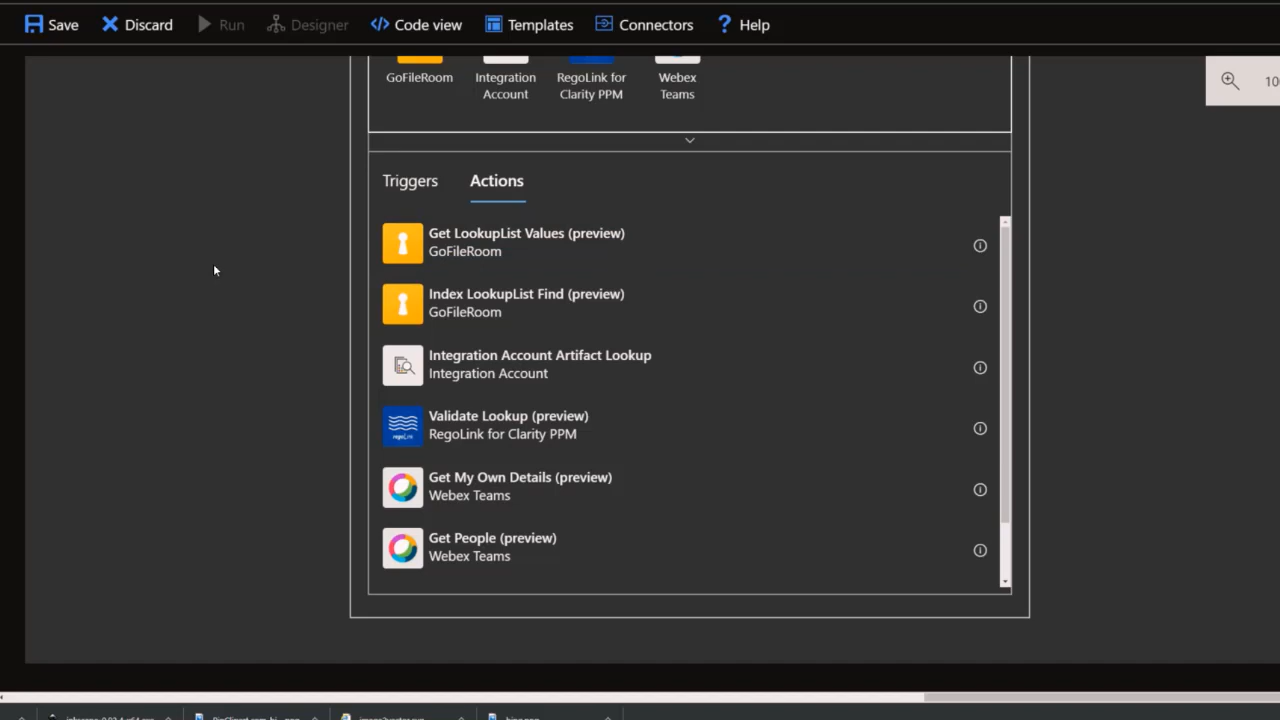 Save Discard Run Designer Code view Templates Connectors Help
GoFileRoom Integration Account RegoLink for Clarity PPM Webex Teams
10
Triggers Actions
Get LookupList Values (preview)
GoFileRoom
Index LookupList Find (preview)
GoFileRoom
Integration Account Artifact Lookup
Integration Account
Validate Lookup (preview)
RegoLink for Clarity PPM
Get My Own Details (preview)
Webex Teams
Get People (preview)
Webex Teams